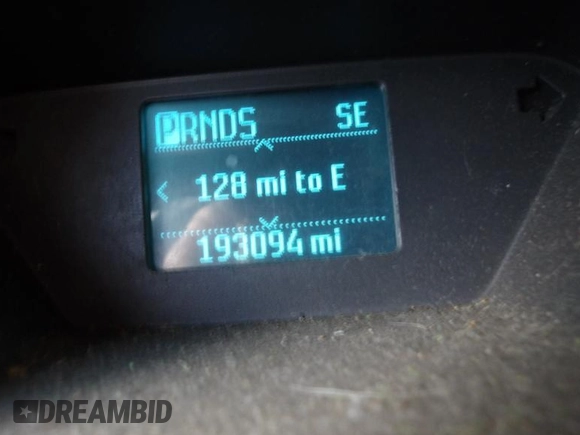 PRNDS SE
128 mi to E
193094 mi
DREAMBID